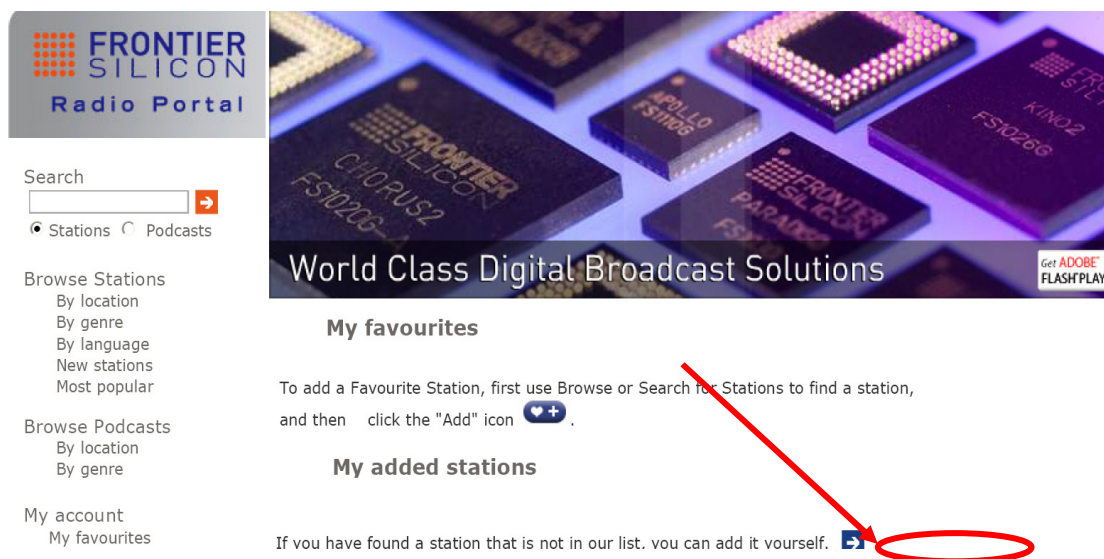 FRONTIER
SILICON
Radio Portal
Search
Stations Podcasts
Browse Stations
By location
By genre
By language
New stations
Most popular
Browse Podcasts
By location
By genre
My account
My favourites
FRONTIER
SILICON
CHORUS2
FS1020G-A
APOLLO
FS1110G
FRONTIER
SILICON
PARADSO
KINO2
FS1026G
World Class Digital Broadcast Solutions
Get ADOBE
FLASH PLAY
My favourites
To add a Favourite Station, first use Browse or Search for Stations to find a station,
and then click the "Add" icon .
My added stations
If you have found a station that is not in our list, you can add it yourself.